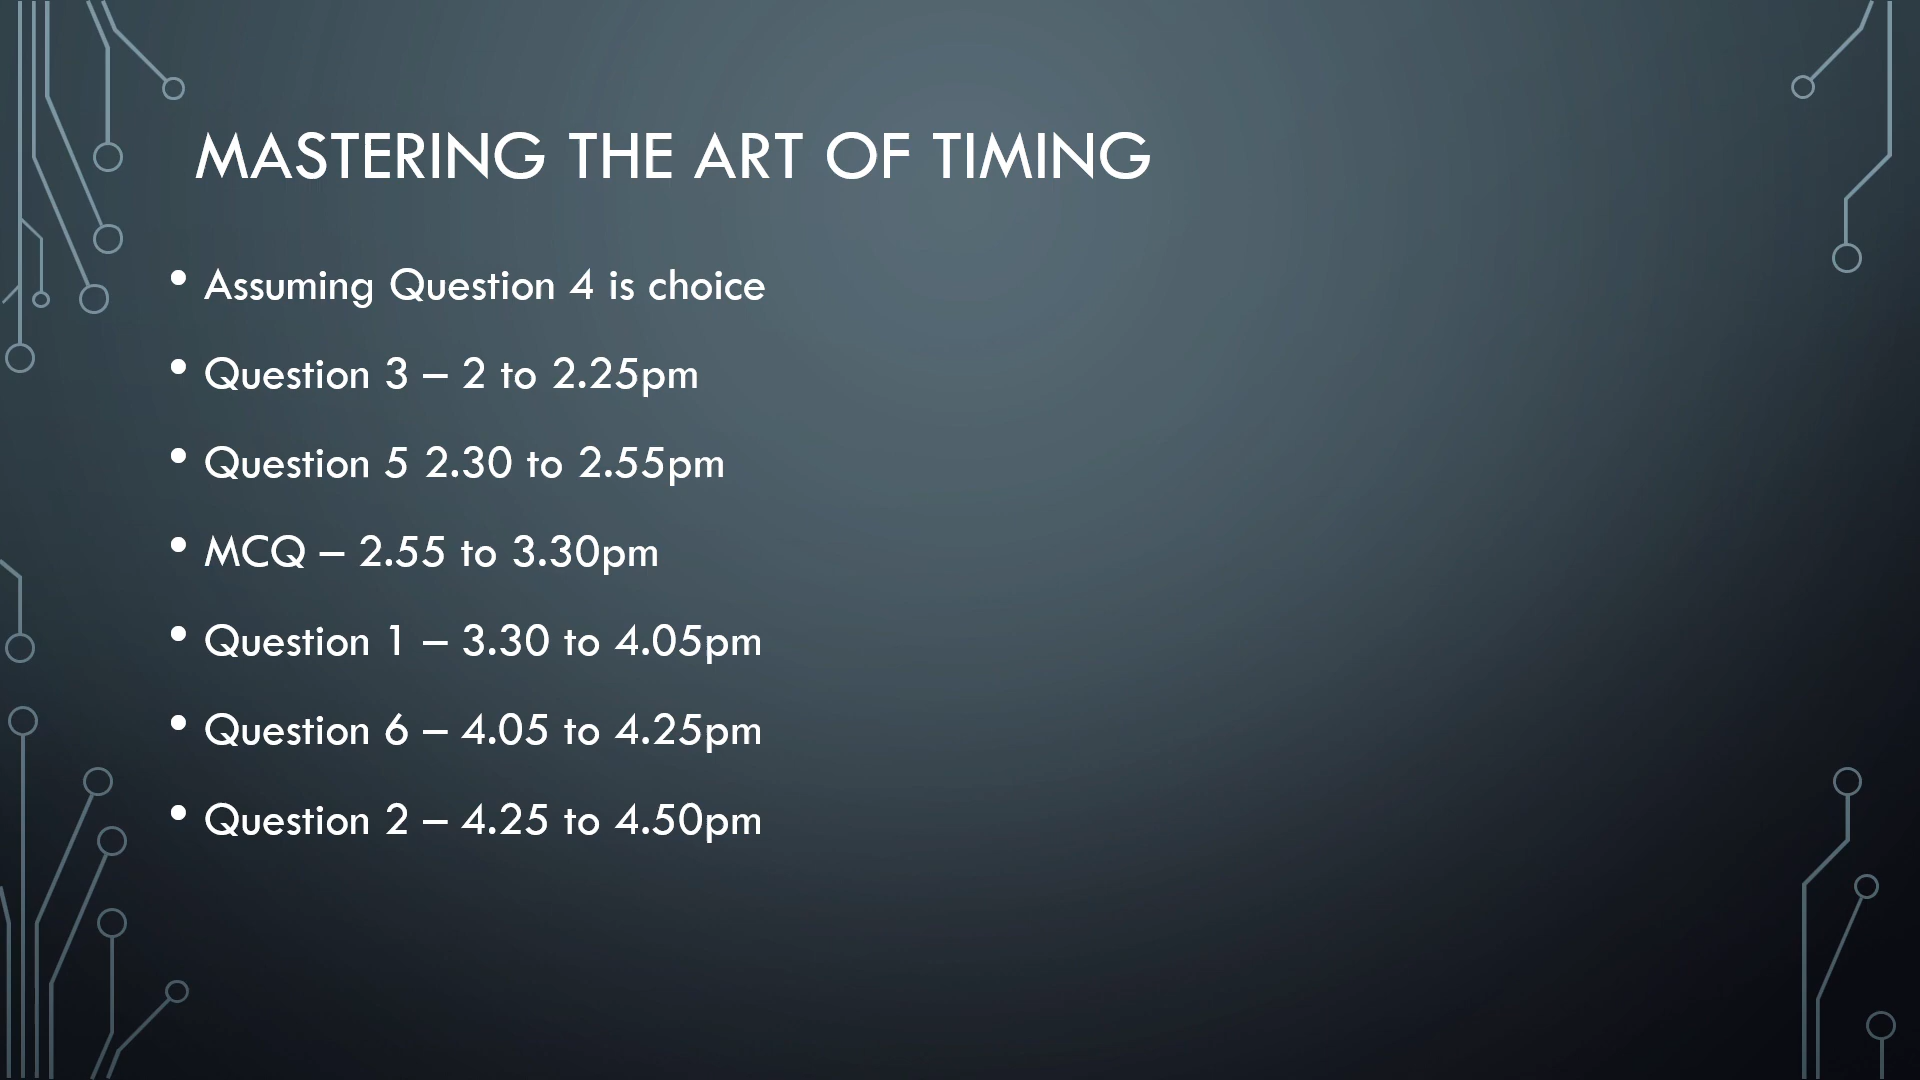 MASTERING THE ART OF TIMING
• Assuming Question 4 is choice
• Question 3 – 2 to 2.25pm
• Question 5 2.30 to 2.55pm
• MCQ – 2.55 to 3.30pm
• Question 1 – 3.30 to 4.05pm
• Question 6 – 4.05 to 4.25pm
• Question 2 – 4.25 to 4.50pm